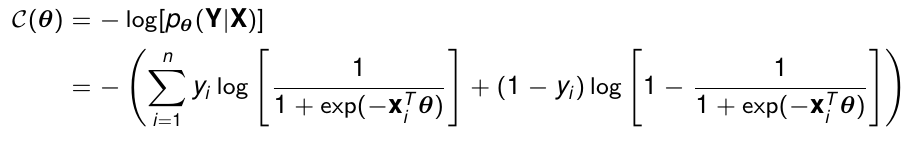 𝒞(𝜽) = − log[p_𝜽(𝐘|𝐗)]
= − ( ∑_{i=1}^{n} y_i log [ 1 / (1 + exp(−𝐱_i^T 𝜽)) ] + (1 − y_i) log [ 1 − 1 / (1 + exp(−𝐱_i^T 𝜽)) ] )